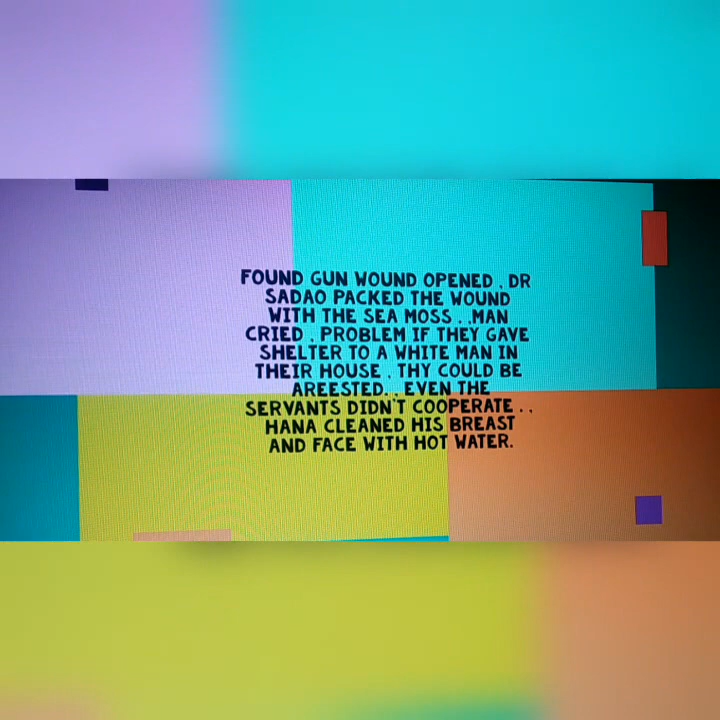 FOUND GUN WOUND OPENED . DR
SADAO PACKED THE WOUND
WITH THE SEA MOSS . .MAN
CRIED . PROBLEM IF THEY GAVE
SHELTER TO A WHITE MAN IN
THEIR HOUSE . THY COULD BE
AREESTED. . EVEN THE
SERVANTS DIDN'T COOPERATE . .
HANA CLEANED HIS BREAST
AND FACE WITH HOT WATER.